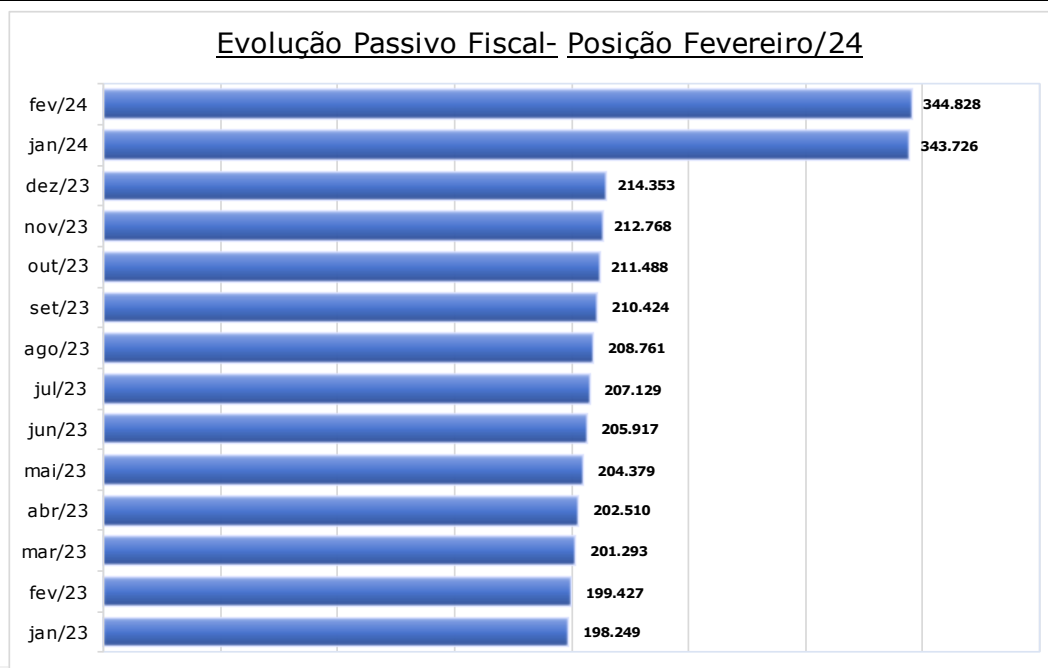 Evolução Passivo Fiscal- Posição Fevereiro/24
fev/24 344.828
jan/24 343.726
dez/23 214.353
nov/23 212.768
out/23 211.488
set/23 210.424
ago/23 208.761
jul/23 207.129
jun/23 205.917
mai/23 204.379
abr/23 202.510
mar/23 201.293
fev/23 199.427
jan/23 198.249